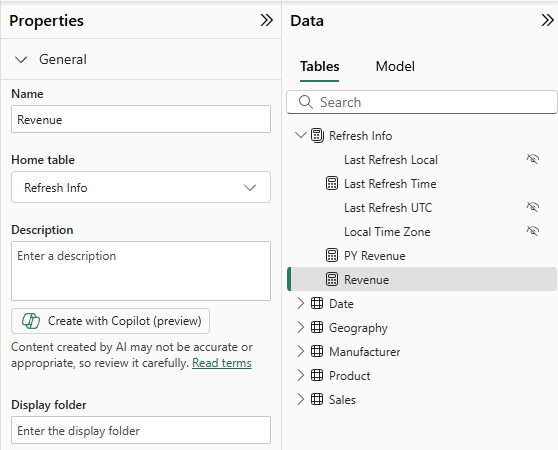 Properties
General
Name
Revenue
Home table
Refresh Info
Description
Enter a description
Create with Copilot (preview)
Content created by AI may not be accurate or
appropriate, so review it carefully. Read terms
Display folder
Enter the display folder
Data
Tables Model
Search
Refresh Info
Last Refresh Local
Last Refresh Time
Last Refresh UTC
Local Time Zone
PY Revenue
Revenue
Date
Geography
Manufacturer
Product
Sales